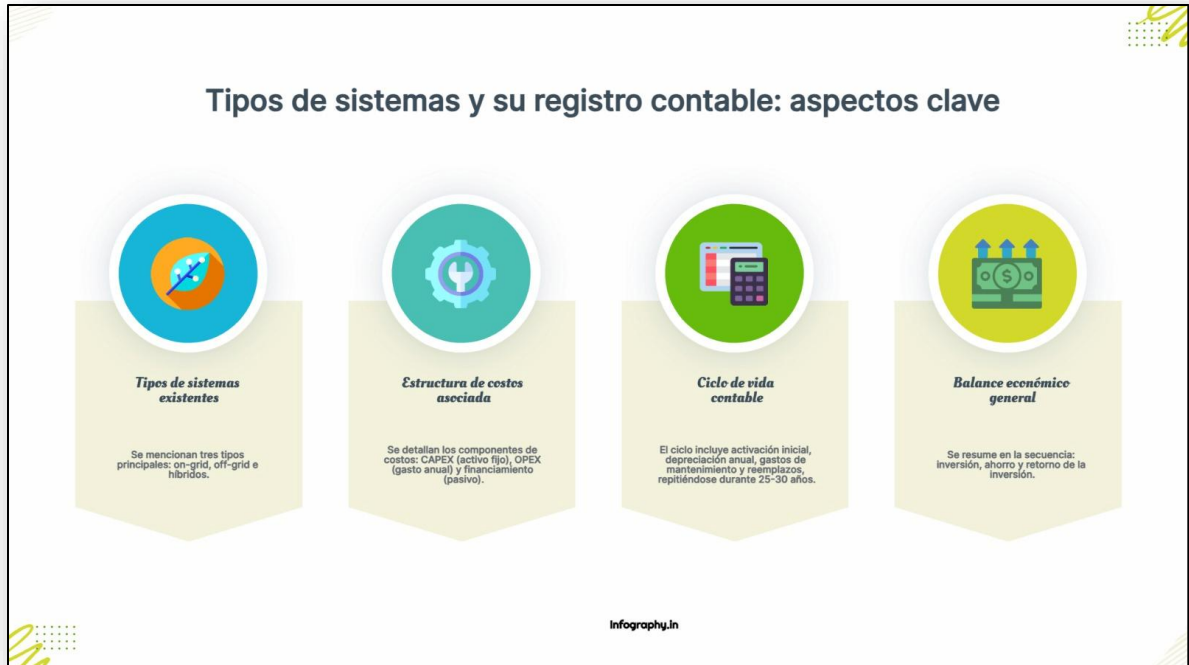 Tipos de sistemas y su registro contable: aspectos clave
Tipos de sistemas
existentes
Se mencionan tres tipos
principales: on-grid, off-grid e
híbridos.
Estructura de costos
asociada
Se detallan los componentes de
costos: CAPEX (activo fijo), OPEX
(gasto anual) y financiamiento
(pasivo).
Ciclo de vida
contable
El ciclo incluye activación inicial,
depreciación anual, gastos de
mantenimiento y reemplazos,
repitiéndose durante 25-30 años.
Balance económico
general
Se resume en la secuencia:
inversión, ahorro y retorno de la
inversión.
Infography.in